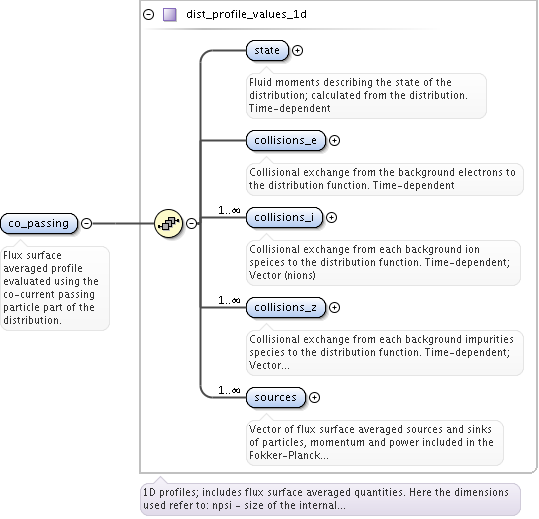 dist_profile_values_1d
state
Fluid moments describing the state of the
distribution; calculated from the distribution.
Time-dependent
collisions_e
Collisional exchange from the background electrons to
the distribution function. Time-dependent
1..∞
collisions_i
Collisional exchange from each background ion
speices to the distribution function. Time-dependent;
Vector (nions)
co_passing
Flux surface
averaged profile
evaluated using the
co-current passing
particle part of the
distribution.
1..∞
collisions_z
Collisional exchange from each background impurities
species to the distribution function. Time-dependent;
Vector...
1..∞
sources
Vector of flux surface averaged sources and sinks
of particles, momentum and power included in the
Fokker-Planck...
1D profiles; includes flux surface averaged quantities. Here the dimensions
used refer to: npsi - size of the internal...